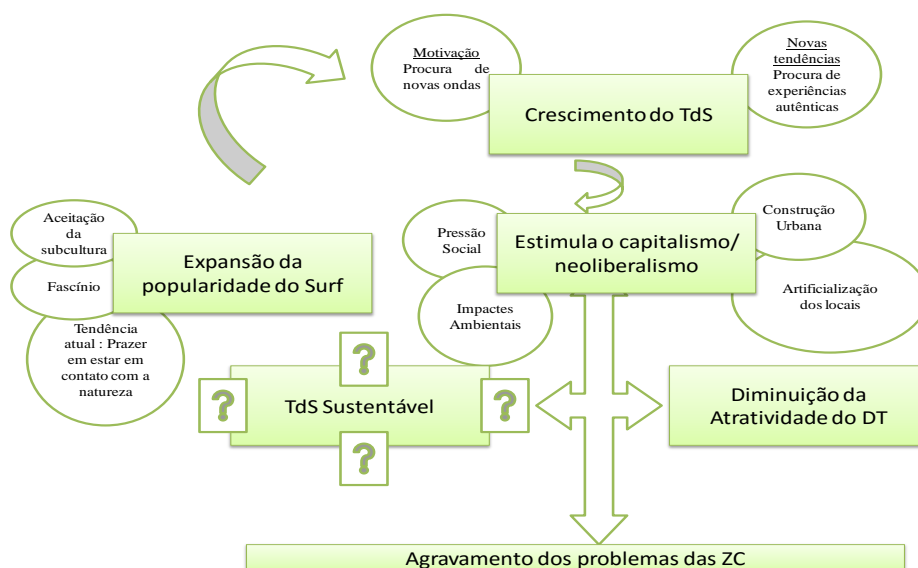 Motivação
Procura de
novas ondas
Novas
tendências
Procura de
experiências
autênticas
Crescimento do TdS
Aceitação
da
subcultura
Fascínio
Tendência
atual : Prazer
em estar em
contato com a
natureza
Expansão da
popularidade do Surf
Pressão
Social
Impactes
Ambientais
Estimula o capitalismo/
neoliberalismo
Construção
Urbana
Artificialização
dos locais
?
?
TdS Sustentável
?
?
Diminuição da
Atratividade do DT
Agravamento dos problemas das ZC